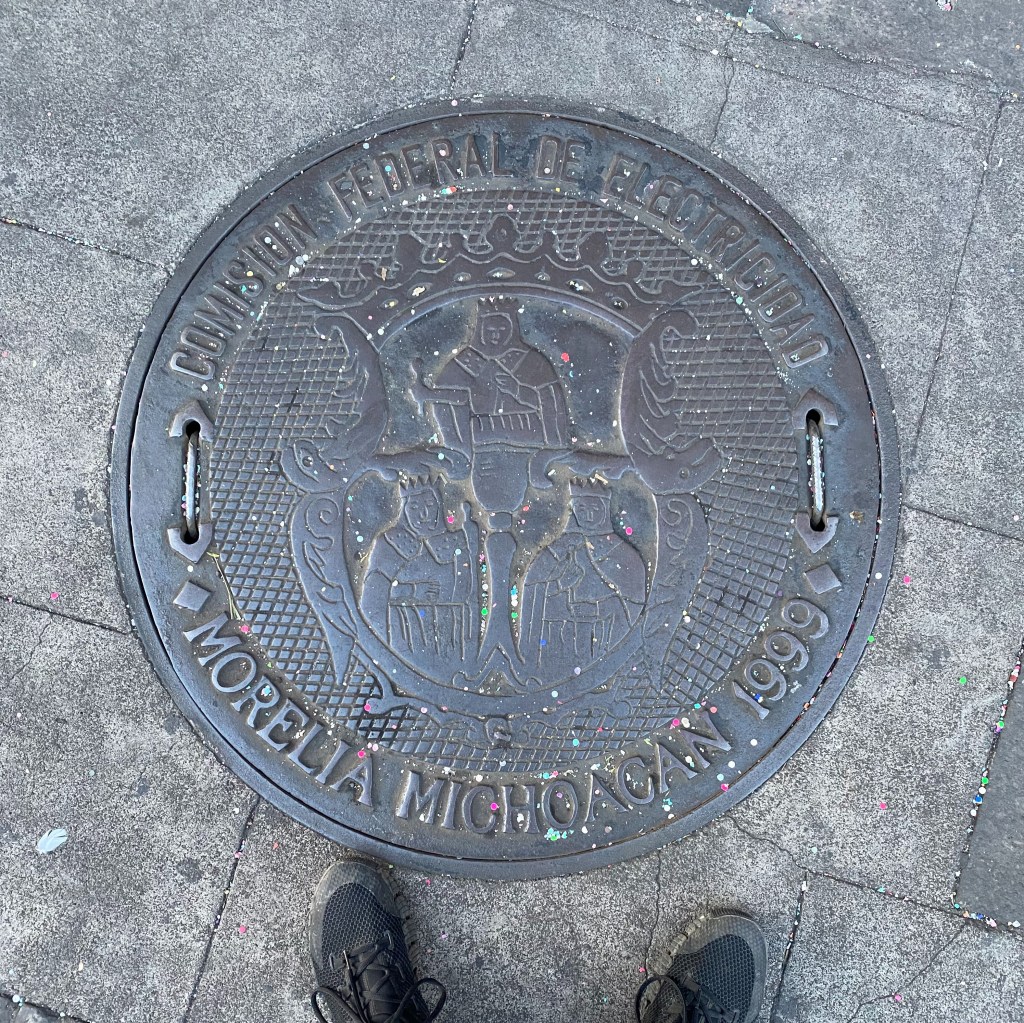 COMISION FEDERAL DE ELECTRICIDAD
MORELIA MICHOACAN 1999